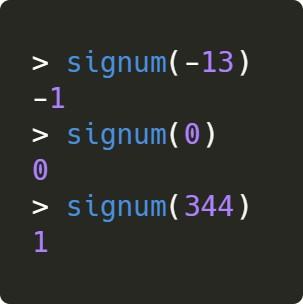 > signum(-13)
-1
> signum(0)
0
> signum(344)
1